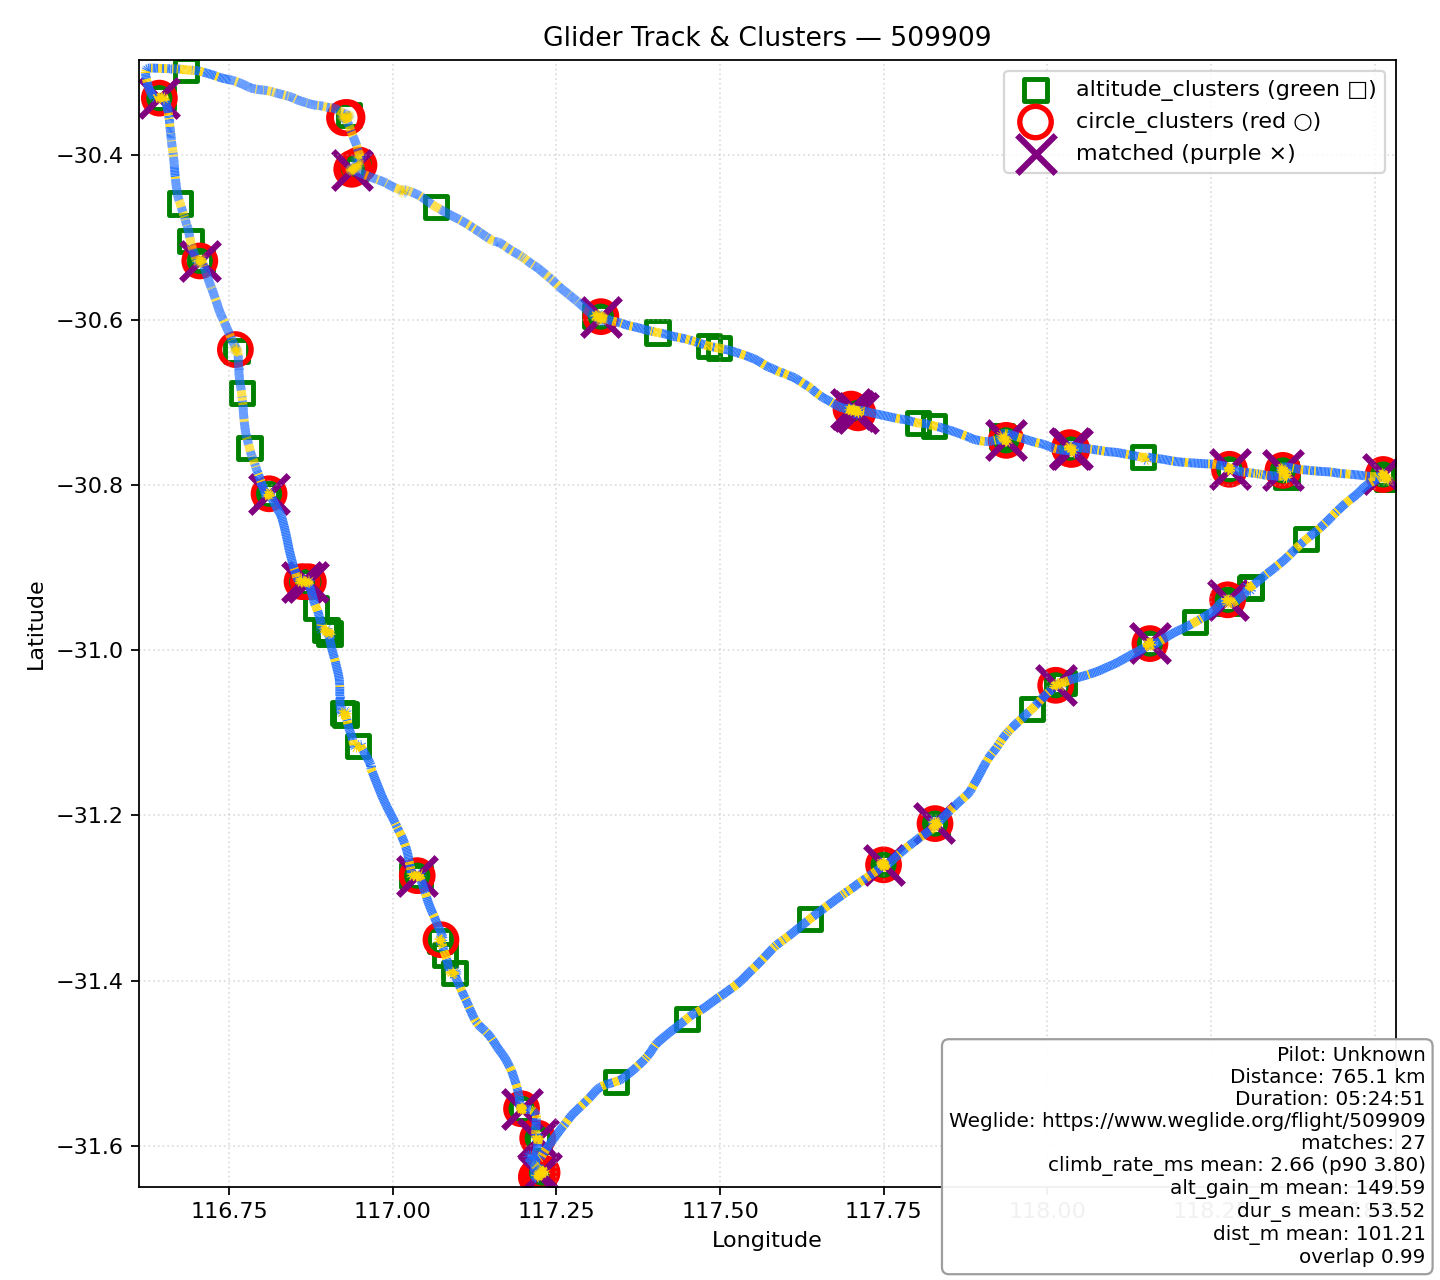 Glider Track & Clusters — 509909
altitude_clusters (green □)
circle_clusters (red ○)
matched (purple ×)
Latitude
−30.4
−30.6
−30.8
−31.0
−31.2
−31.4
−31.6
116.75 117.00 117.25 117.50 117.75 118.00
Longitude
Pilot: Unknown
Distance: 765.1 km
Duration: 05:24:51
Weglide: https://www.weglide.org/flight/509909
matches: 27
climb_rate_ms mean: 2.66 (p90 3.80)
alt_gain_m mean: 149.59
dur_s mean: 53.52
dist_m mean: 101.21
overlap 0.99